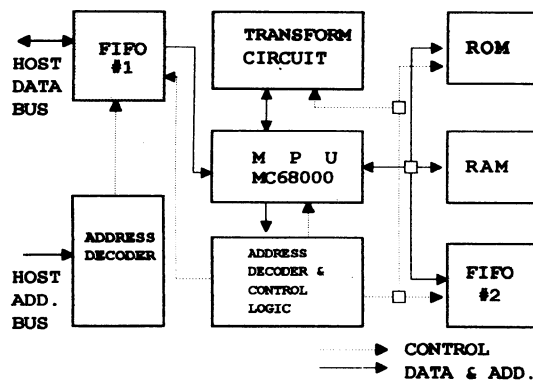 FIFO
#1
HOST
DATA
BUS
TRANSFORM
CIRCUIT
ROM
M P U
MC68000
RAM
ADDRESS
DECODER
HOST
ADD.
BUS
ADDRESS
DECODER &
CONTROL
LOGIC
FIFO
#2
CONTROL
DATA & ADD.